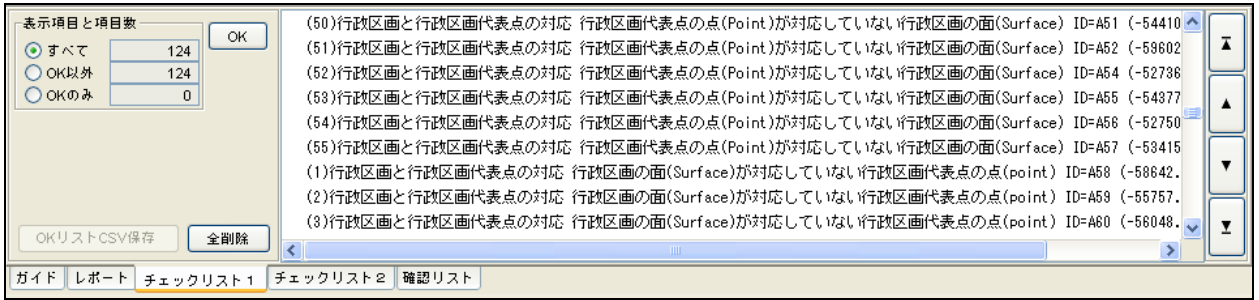 表示項目と項目数
すべて 124
OK以外 124
OKのみ 0
OK
OKリストCSV保存
全削除
(50)行政区画と行政区画代表点の対応 行政区画代表点の点(Point)が対応していない行政区画の面(Surface) ID=A51 (-54410
(51)行政区画と行政区画代表点の対応 行政区画代表点の点(Point)が対応していない行政区画の面(Surface) ID=A52 (-59602
(52)行政区画と行政区画代表点の対応 行政区画代表点の点(Point)が対応していない行政区画の面(Surface) ID=A54 (-52736
(53)行政区画と行政区画代表点の対応 行政区画代表点の点(Point)が対応していない行政区画の面(Surface) ID=A55 (-54377
(54)行政区画と行政区画代表点の対応 行政区画代表点の点(Point)が対応していない行政区画の面(Surface) ID=A56 (-52750
(55)行政区画と行政区画代表点の対応 行政区画代表点の点(Point)が対応していない行政区画の面(Surface) ID=A57 (-53415
(1)行政区画と行政区画代表点の対応 行政区画の面(Surface)が対応していない行政区画代表点の点(point) ID=A58 (-58642.
(2)行政区画と行政区画代表点の対応 行政区画の面(Surface)が対応していない行政区画代表点の点(point) ID=A59 (-55757.
(3)行政区画と行政区画代表点の対応 行政区画の面(Surface)が対応していない行政区画代表点の点(point) ID=A60 (-56048.
ガイド レポート チェックリスト1 チェックリスト2 確認リスト